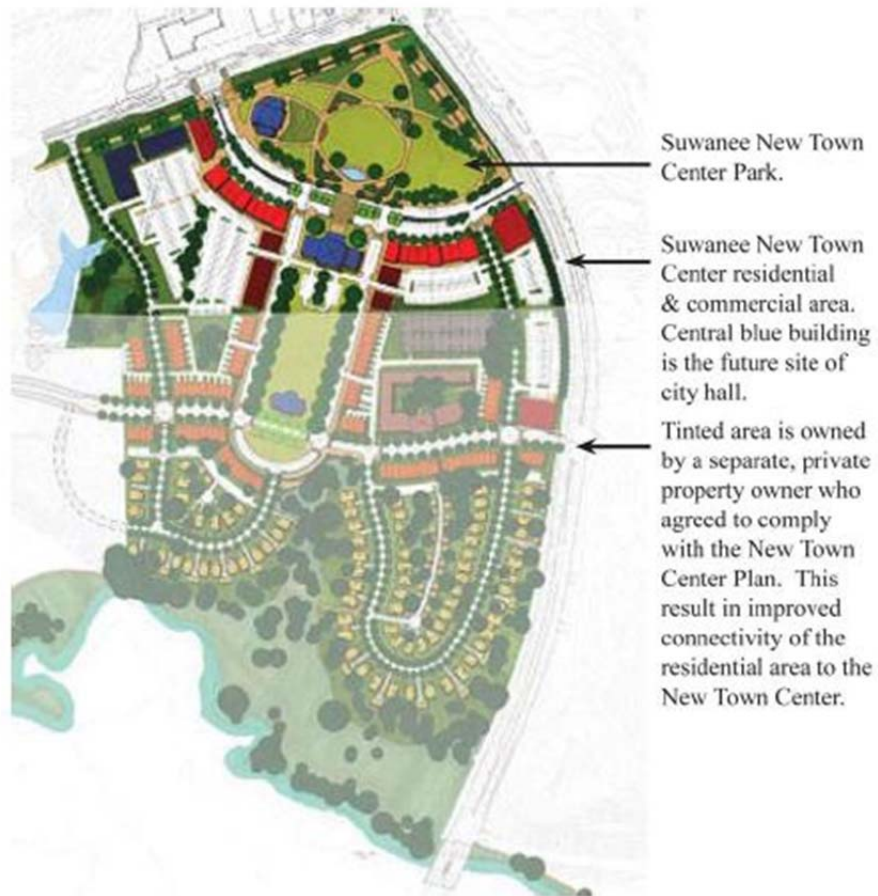 Suwanee New Town
Center Park.
Suwanee New Town
Center residential
& commercial area.
Central blue building
is the future site of
city hall.
Tinted area is owned
by a separate, private
property owner who
agreed to comply
with the New Town
Center Plan. This
result in improved
connectivity of the
residential area to the
New Town Center.